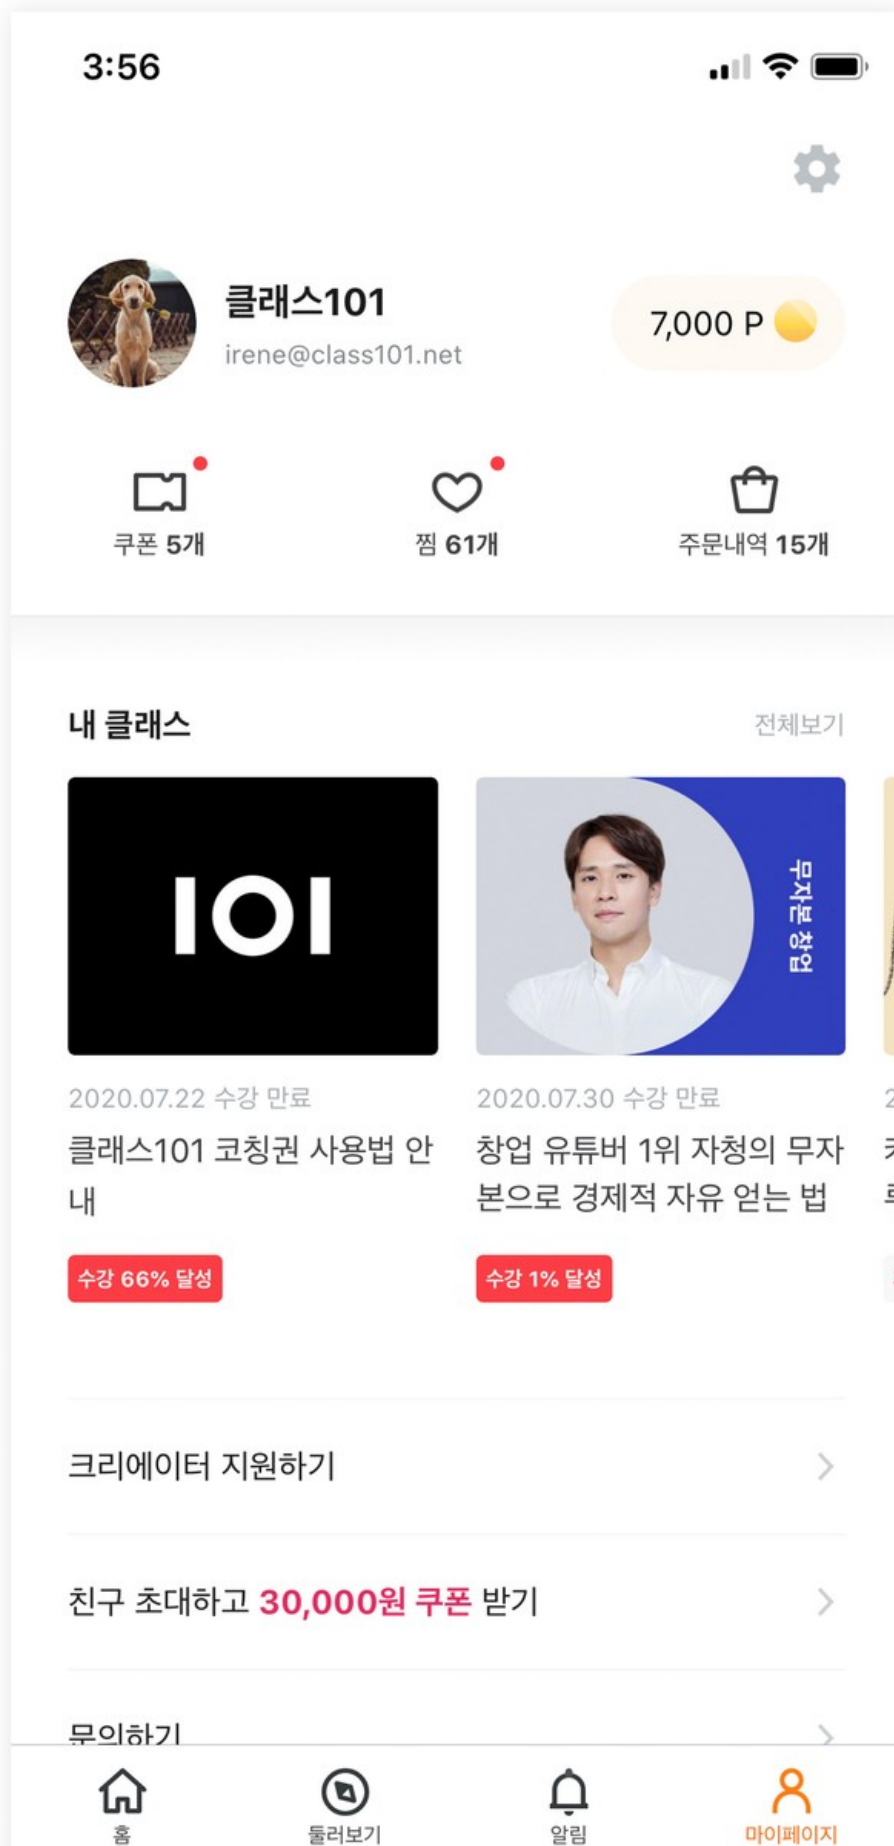 3:56
클래스101
irene@class101.net
7,000 P
쿠폰 5개
찜 61개
주문내역 15개
내 클래스
전체보기
101
무자본 창업
2020.07.22 수강 만료
클래스101 코칭권 사용법 안
내
수강 66% 달성
2020.07.30 수강 만료
창업 유튜버 1위 자청의 무자
본으로 경제적 자유 얻는 법
수강 1% 달성
크리에이터 지원하기
친구 초대하고 30,000원 쿠폰 받기
문의하기
홈
둘러보기
알림
마이페이지